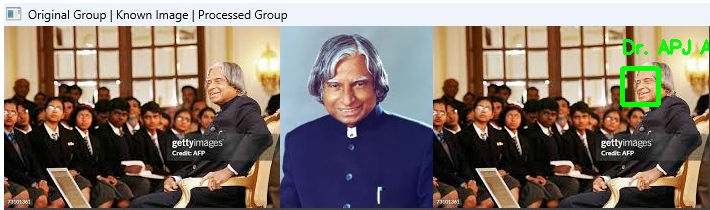 Original Group | Known Image | Processed Group
Dr. APJ A
gettyimages
Credit: AFP
73101361
gettyimages
Credit: AFP
73101361